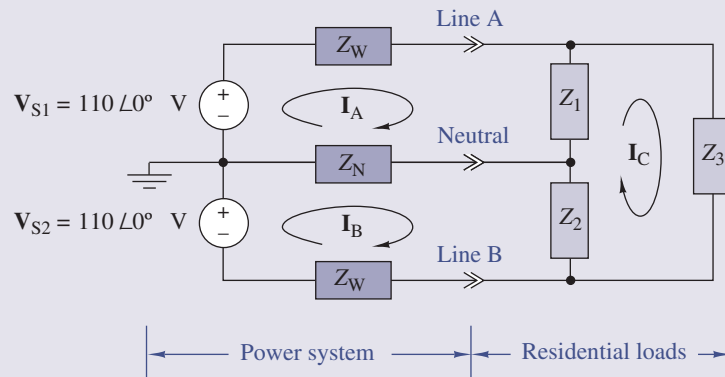 Line A
Z_W
V_S1 = 110 ∠0° V
I_A
Z_1
Neutral
Z_N
I_C
Z_3
V_S2 = 110 ∠0° V
I_B
Z_2
Line B
Z_W
Power system
Residential loads